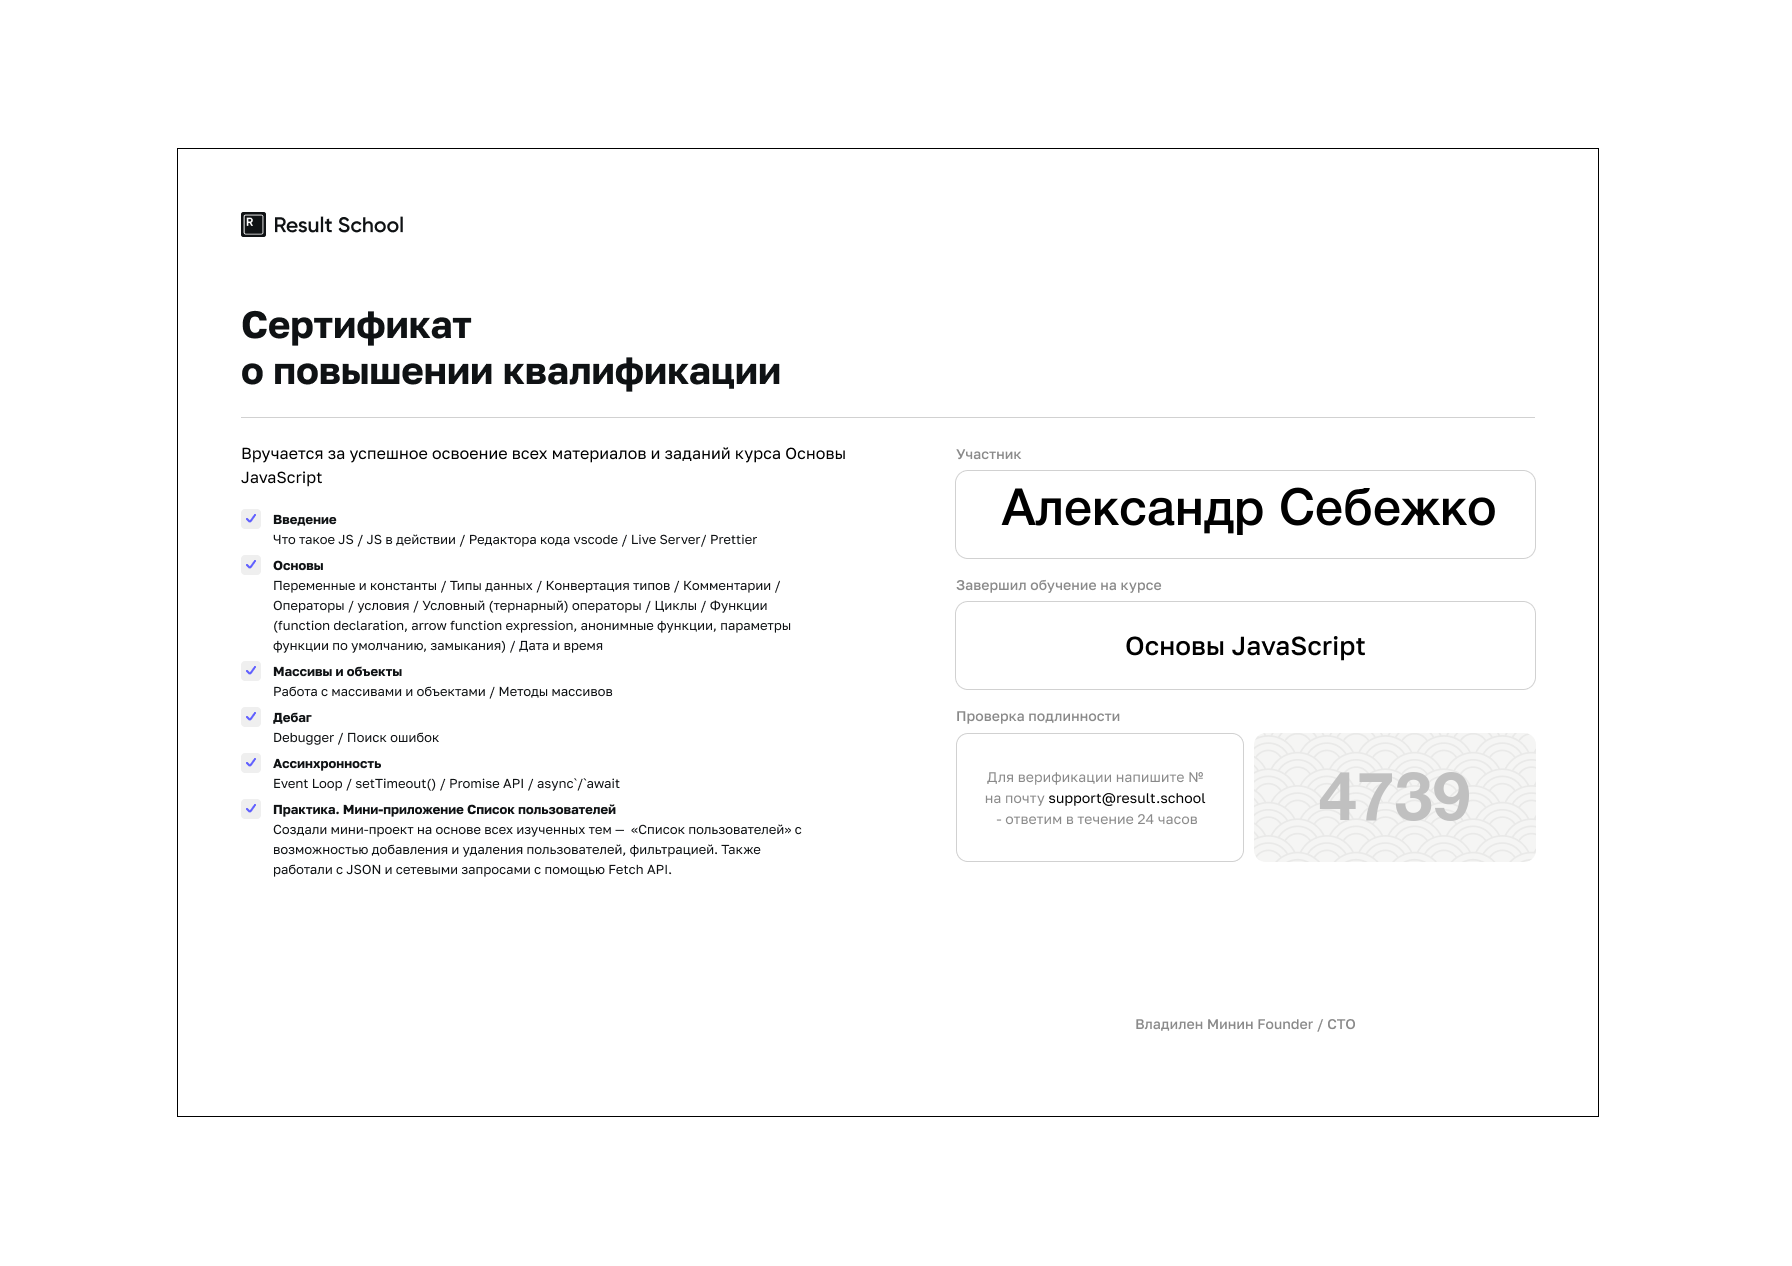 R
Result School
Сертификат
о повышении квалификации
Вручается за успешное освоение всех материалов и заданий курса Основы
JavaScript
Введение
Что такое JS / JS в действии / Редактора кода vscode / Live Server/ Prettier
Основы
Переменные и константы / Типы данных / Конвертация типов / Комментарии /
Операторы / условия / Условный (тернарный) операторы / Циклы / Функции
(function declaration, arrow function expression, анонимные функции, параметры
функции по умолчанию, замыкания) / Дата и время
Массивы и объекты
Работа с массивами и объектами / Методы массивов
Дебаг
Debugger / Поиск ошибок
Ассинхронность
Event Loop / setTimeout() / Promise API / async`/`await
Практика. Мини-приложение Список пользователей
Создали мини-проект на основе всех изученных тем — «Список пользователей» с
возможностью добавления и удаления пользователей, фильтрацией. Также
работали с JSON и сетевыми запросами с помощью Fetch API.
Участник
Александр Себежко
Завершил обучение на курсе
Основы JavaScript
Проверка подлинности
Для верификации напишите №
на почту support@result.school
- ответим в течение 24 часов
4739
Владилен Минин Founder / CTO